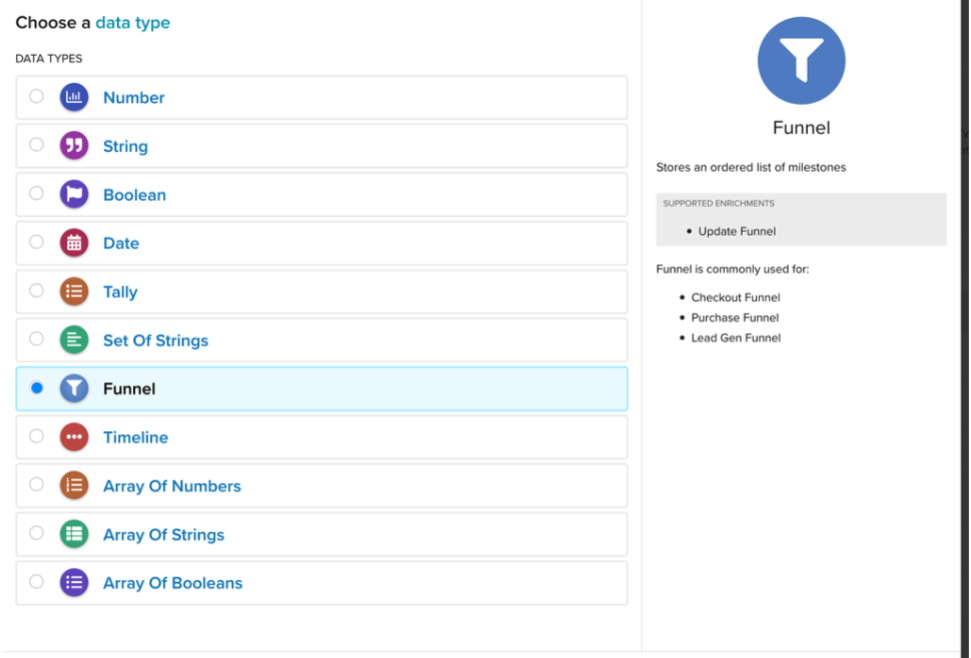 Choose a data type
DATA TYPES
Number
String
Boolean
Date
Tally
Set Of Strings
Funnel
Timeline
Array Of Numbers
Array Of Strings
Array Of Booleans
Funnel
Stores an ordered list of milestones
SUPPORTED ENRICHMENTS
• Update Funnel
Funnel is commonly used for:
• Checkout Funnel
• Purchase Funnel
• Lead Gen Funnel